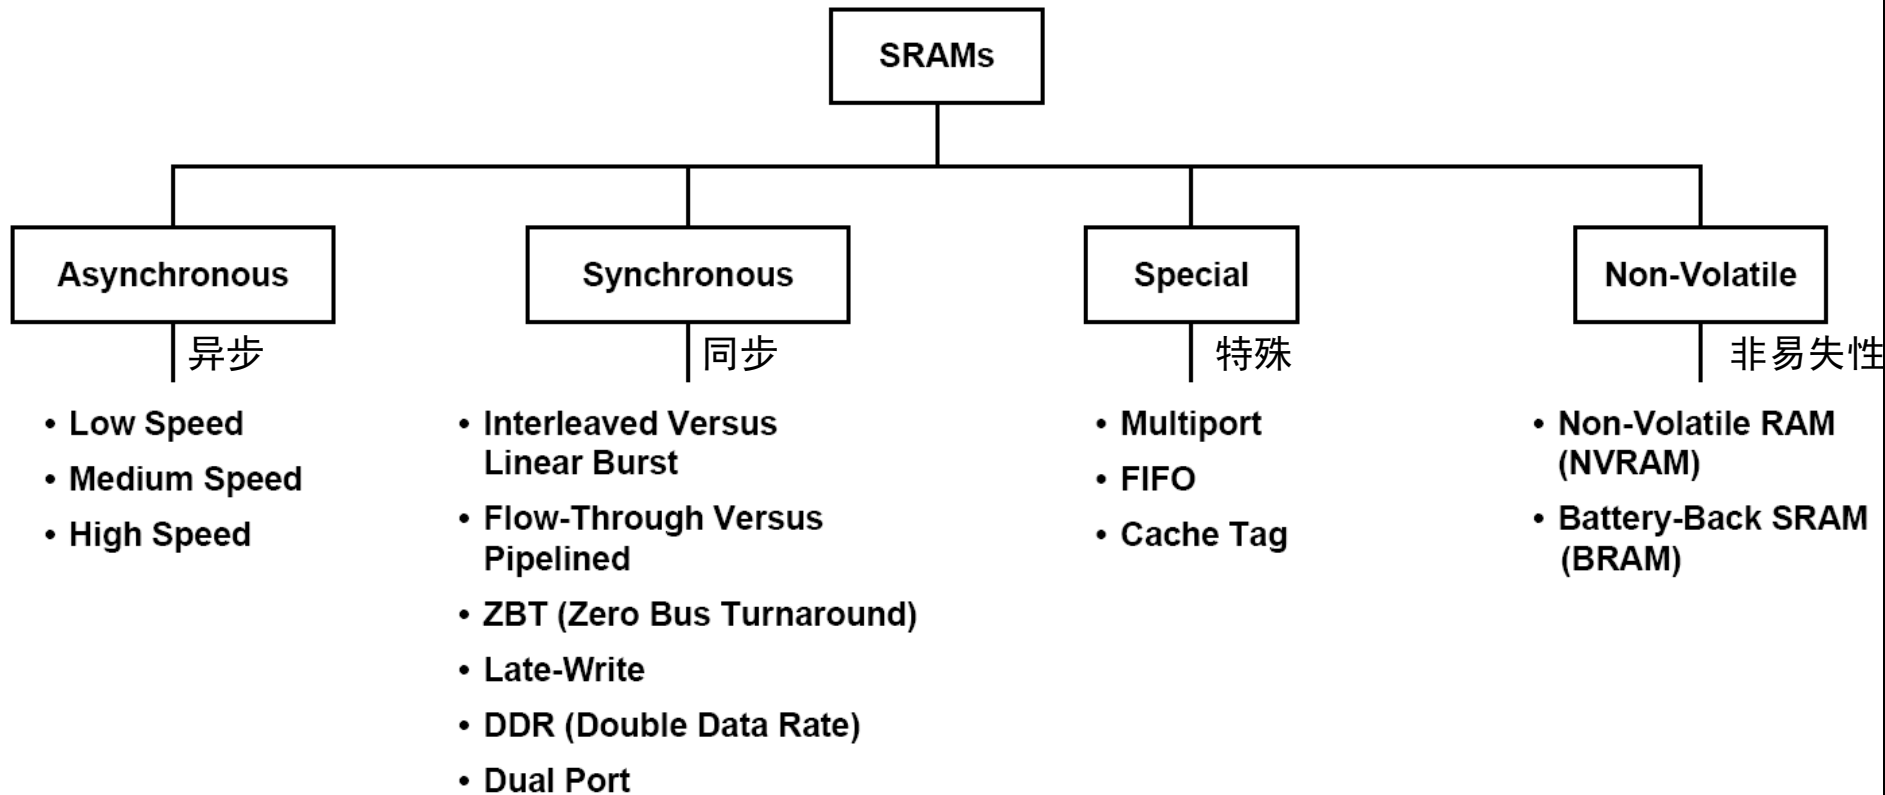 SRAMs
Asynchronous
异步
• Low Speed
• Medium Speed
• High Speed
Synchronous
同步
• Interleaved Versus
Linear Burst
• Flow-Through Versus
Pipelined
• ZBT (Zero Bus Turnaround)
• Late-Write
• DDR (Double Data Rate)
• Dual Port
Special
特殊
• Multiport
• FIFO
• Cache Tag
Non-Volatile
非易失性
• Non-Volatile RAM
(NVRAM)
• Battery-Back SRAM
(BRAM)